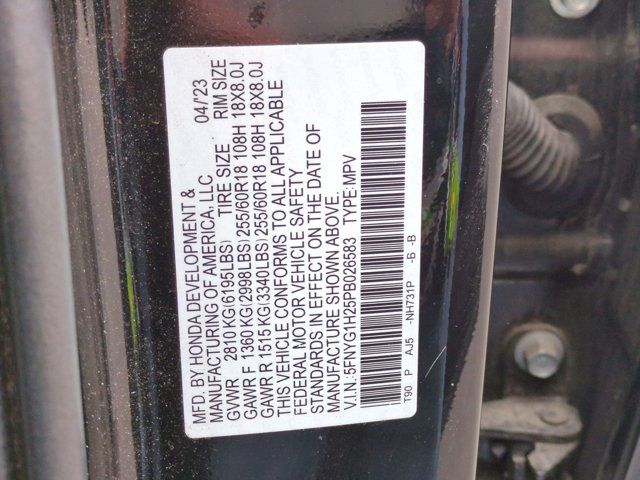 MFD. BY HONDA DEVELOPMENT &
MANUFACTURING OF AMERICA, LLC 04/'23
GVWR 2810 KG(6195LBS) TIRE SIZE RIM SIZE
GAWR F 1360 KG(2998LBS)255/60R18 108H 18X8.0J
GAWR R 1515 KG(3340LBS)255/60R18 108H 18X8.0J
THIS VEHICLE CONFORMS TO ALL APPLICABLE
FEDERAL MOTOR VEHICLE SAFETY
STANDARDS IN EFFECT ON THE DATE OF
MANUFACTURE SHOWN ABOVE.
V.I.N.:5FNYG1H25PB026583 TYPE: MPV
T90 P AJ5 -NH731P -B -B